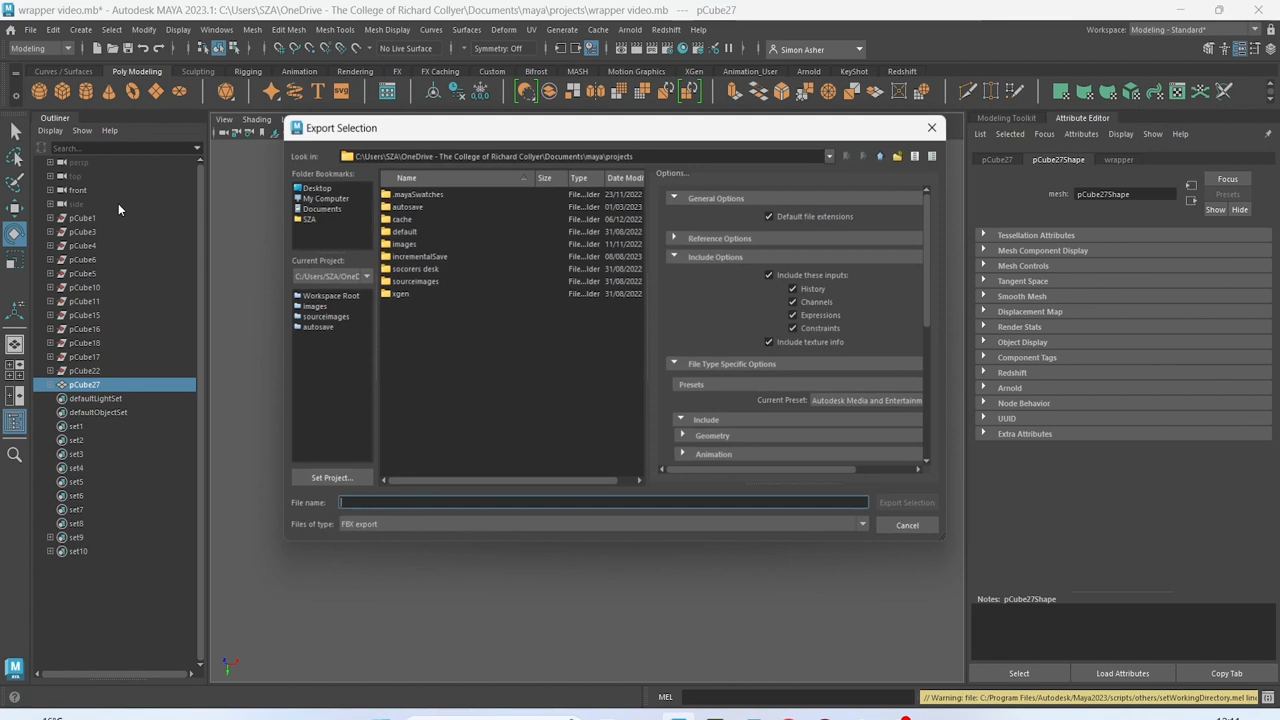 wrapper video.mb* - Autodesk MAYA 2023.1: C:\Users\SZA\OneDrive - The College of Richard Collyer\Documents\maya\projects\wrapper video.mb --- pCube27
File Edit Create Select Modify Display Windows Mesh Edit Mesh Mesh Tools Mesh Display Curves Surfaces Deform UV Generate Cache Arnold Redshift Help
Workspace: Modeling - Standard*
Modeling
No Live Surface
Symmetry: Off
Simon Asher
Curves / Surfaces Poly Modeling Sculpting Rigging Animation Rendering FX FX Caching Custom Bifrost MASH Motion Graphics XGen Animation_User Arnold KeyShot Redshift
Outliner
Display Show Help
Search...
persp
top
front
side
pCube1
pCube3
pCube4
pCube6
pCube5
pCube10
pCube11
pCube15
pCube16
pCube18
pCube17
pCube22
pCube27
defaultLightSet
defaultObjectSet
set1
set2
set3
set4
set5
set6
set7
set8
set9
set10
View Shading
Export Selection
Look in: C:\Users\SZA\OneDrive - The College of Richard Collyer\Documents\maya\projects
Folder Bookmarks:
Desktop
My Computer
Documents
SZA
Current Project:
C:/Users/SZA/OneD
Workspace Root
images
sourceimages
autosave
Set Project...
Name Size Type Date Modi
.mayaSwatches File...lder 23/11/2022
autosave File...lder 01/03/2023
cache File...lder 06/12/2022
default File...lder 31/08/2022
images File...lder 11/11/2022
incrementalSave File...lder 08/08/2023
socorers desk File...lder 31/08/2022
sourceimages File...lder 31/08/2022
xgen File...lder 31/08/2022
Options...
General Options
Default file extensions
Reference Options
Include Options
Include these inputs:
History
Channels
Expressions
Constraints
Include texture info
File Type Specific Options
Presets
Current Preset: Autodesk Media and Entertainm
Include
Geometry
Animation
File name:
Export Selection
Files of type: FBX export
Cancel
Modeling Toolkit Attribute Editor
List Selected Focus Attributes Display Show Help
pCube27 pCube27Shape wrapper
mesh: pCube27Shape
Focus
Presets
Show Hide
Tessellation Attributes
Mesh Component Display
Mesh Controls
Tangent Space
Smooth Mesh
Displacement Map
Render Stats
Object Display
Component Tags
Redshift
Arnold
Node Behavior
UUID
Extra Attributes
Notes: pCube27Shape
Select Load Attributes Copy Tab
MEL
// Warning: file: C:/Program Files/Autodesk/Maya2023/scripts/others/setWorkingDirectory.mel line